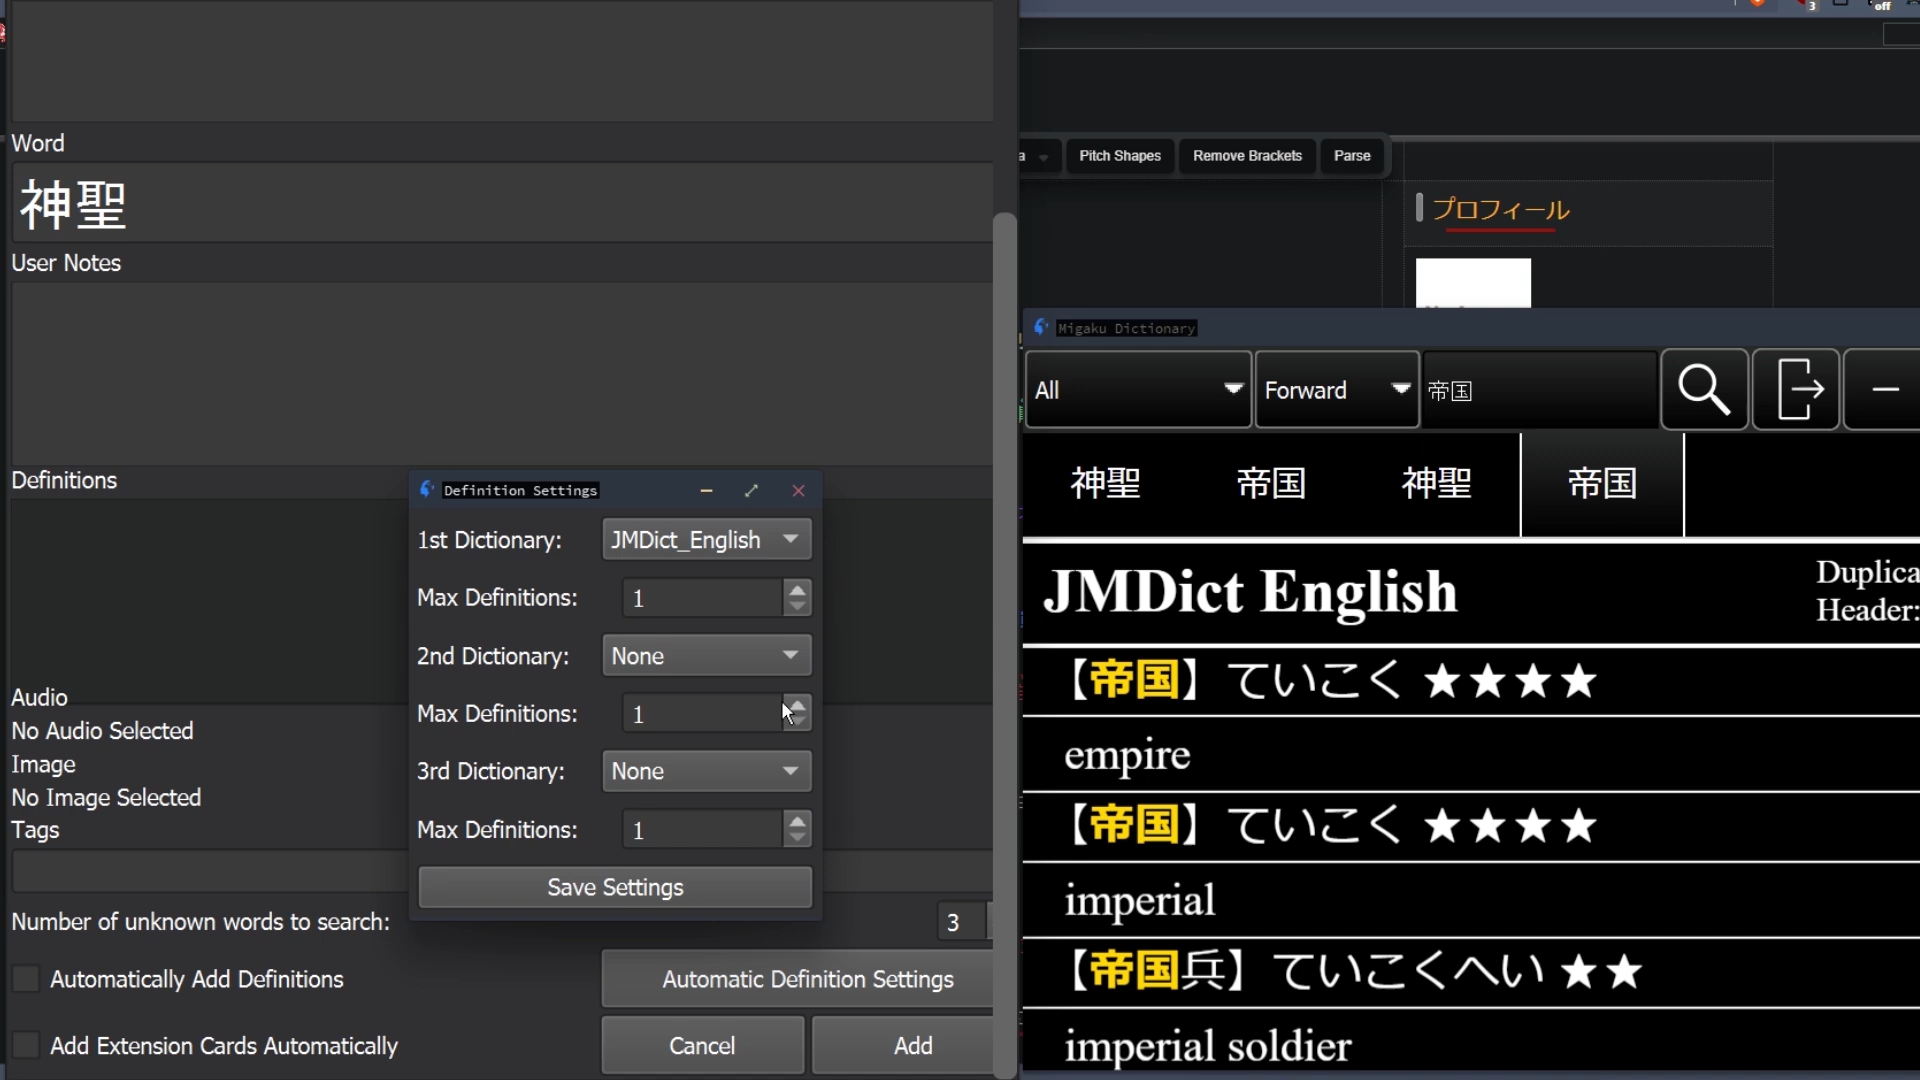 Word
神聖
User Notes
Definitions
Audio
No Audio Selected
Image
No Image Selected
Tags
Number of unknown words to search:
3
Automatically Add Definitions
Automatic Definition Settings
Add Extension Cards Automatically
Cancel
Add
Definition Settings
1st Dictionary:
JMDict_English
Max Definitions:
1
2nd Dictionary:
None
Max Definitions:
1
3rd Dictionary:
None
Max Definitions:
1
Save Settings
3
off
a
Pitch Shapes
Remove Brackets
Parse
プロフィール
Migaku Dictionary
All
Forward
帝国
神聖
帝国
神聖
帝国
JMDict English
Duplica
Header:
【帝国】 ていこく ★★★★
empire
【帝国】 ていこく ★★★★
imperial
【帝国兵】 ていこくへい ★★
imperial soldier